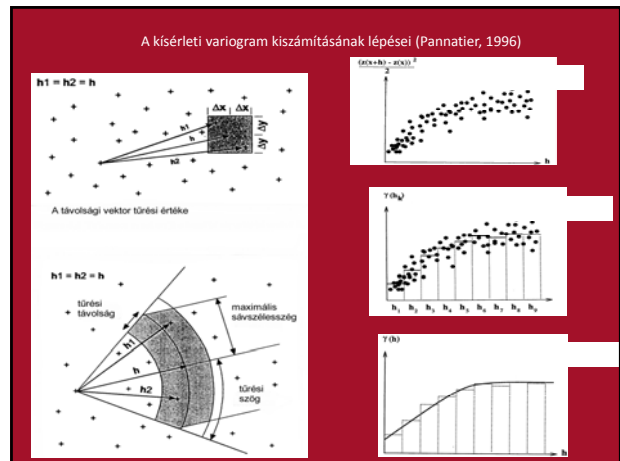 A kísérleti variogram kiszámításának lépései (Pannatier, 1996)
h1 = h2 = h
Δx Δx
Δy
Δy
h1
h
h2
A távolsági vektor tűrési értéke
h1 = h2 = h
tűrési
távolság
maximális
sávszélesszég
h1
h
h2
tűrési
szög
(z(x+h) - z(x))²
2
h
γ(hₖ)
h₁ h₂ h₃ h₄ h₅ h₆ h₇ h₈ h₉
γ(h)
h